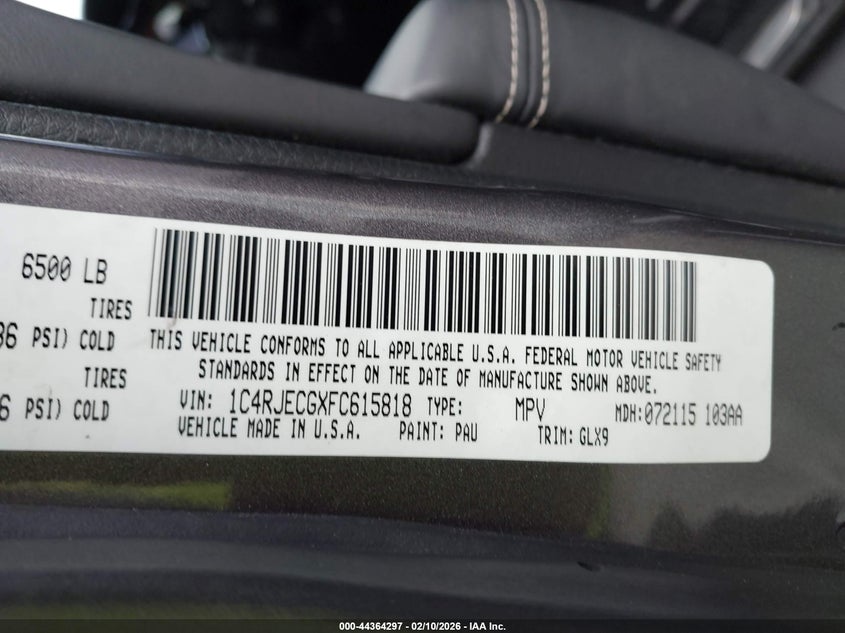 6500 LB
TIRES
36 PSI) COLD
TIRES
6 PSI) COLD
THIS VEHICLE CONFORMS TO ALL APPLICABLE U.S.A. FEDERAL MOTOR VEHICLE SAFETY
STANDARDS IN EFFECT ON THE DATE OF MANUFACTURE SHOWN ABOVE.
VIN: 1C4RJECGXFC615818 TYPE: MPV MDH:072115 103AA
VEHICLE MADE IN U.S.A. PAINT: PAU TRIM: GLX9
000-44364297 - 02/10/2026 - IAA Inc.